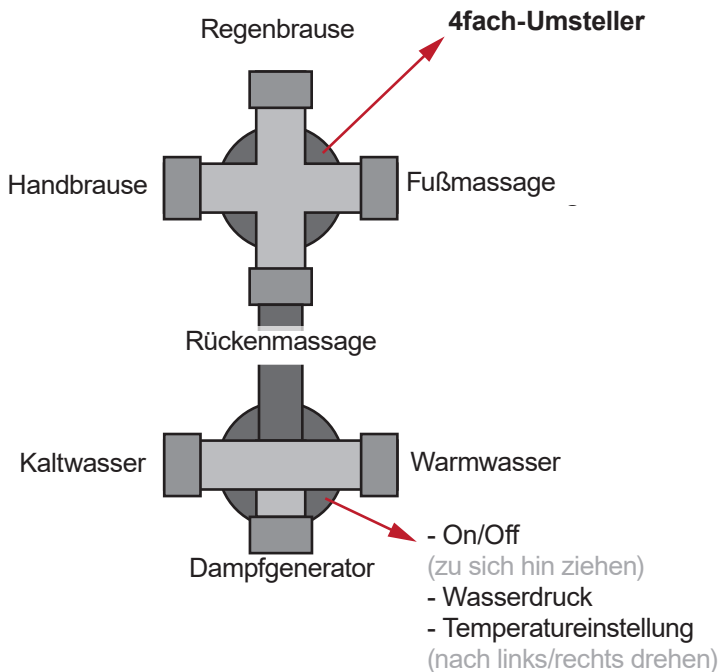 Regenbrause
4fach-Umsteller
Handbrause
Fußmassage
Rückenmassage
Kaltwasser
Warmwasser
Dampfgenerator
- On/Off
(zu sich hin ziehen)
- Wasserdruck
- Temperatureinstellung
(nach links/rechts drehen)